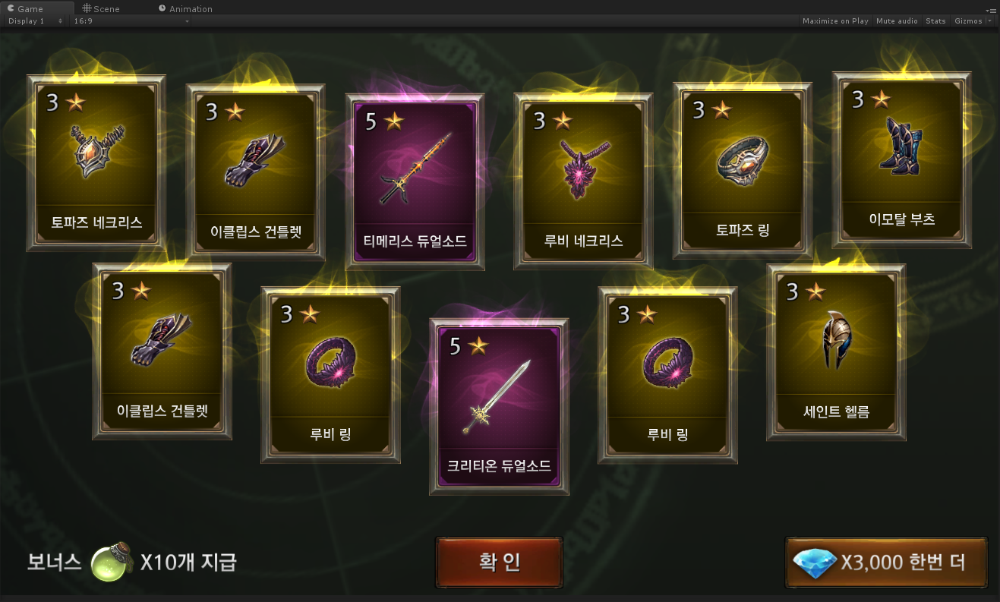 Game
Scene
Animation
Display 1
16:9
Maximize on Play
Mute audio
Stats
Gizmos
3
토파즈 네크리스
3
이클립스 건틀렛
5
티메리스 듀얼소드
3
루비 네크리스
3
토파즈 링
3
이모탈 부츠
3
이클립스 건틀렛
3
루비 링
5
크리티온 듀얼소드
3
루비 링
3
세인트 헬름
보너스 X10개 지급
확 인
X3,000 한번 더